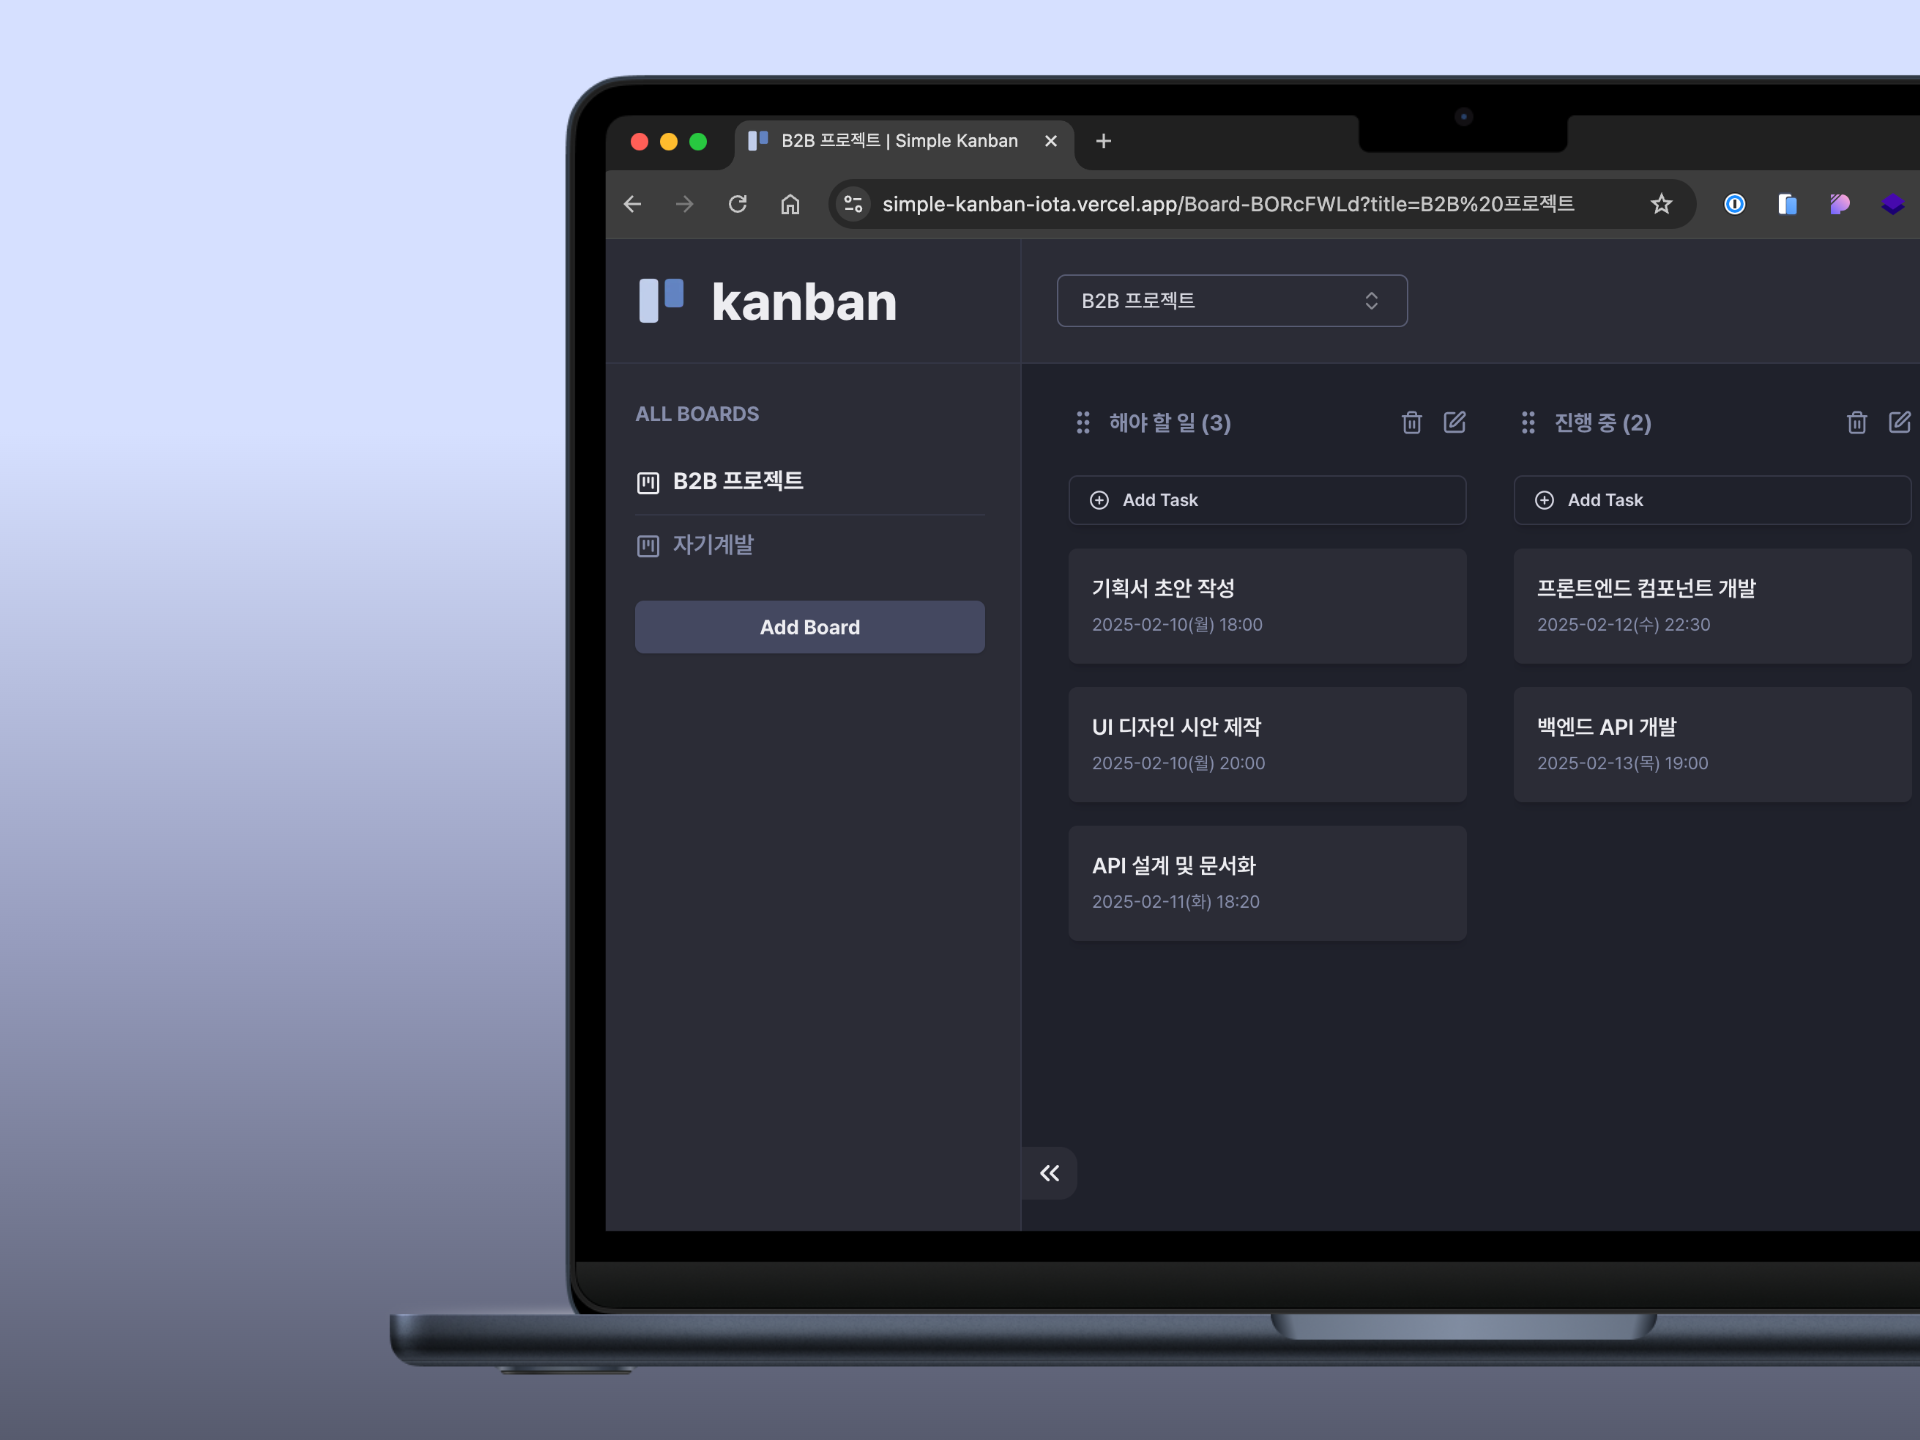 B2B 프로젝트 | Simple Kanban
simple-kanban-iota.vercel.app/Board-BORcFWLd?title=B2B%20프로젝트
kanban
B2B 프로젝트
ALL BOARDS
B2B 프로젝트
자기계발
Add Board
해야 할 일 (3)
Add Task
기획서 초안 작성
2025-02-10(월) 18:00
UI 디자인 시안 제작
2025-02-10(월) 20:00
API 설계 및 문서화
2025-02-11(화) 18:20
진행 중 (2)
Add Task
프론트엔드 컴포넌트 개발
2025-02-12(수) 22:30
백엔드 API 개발
2025-02-13(목) 19:00